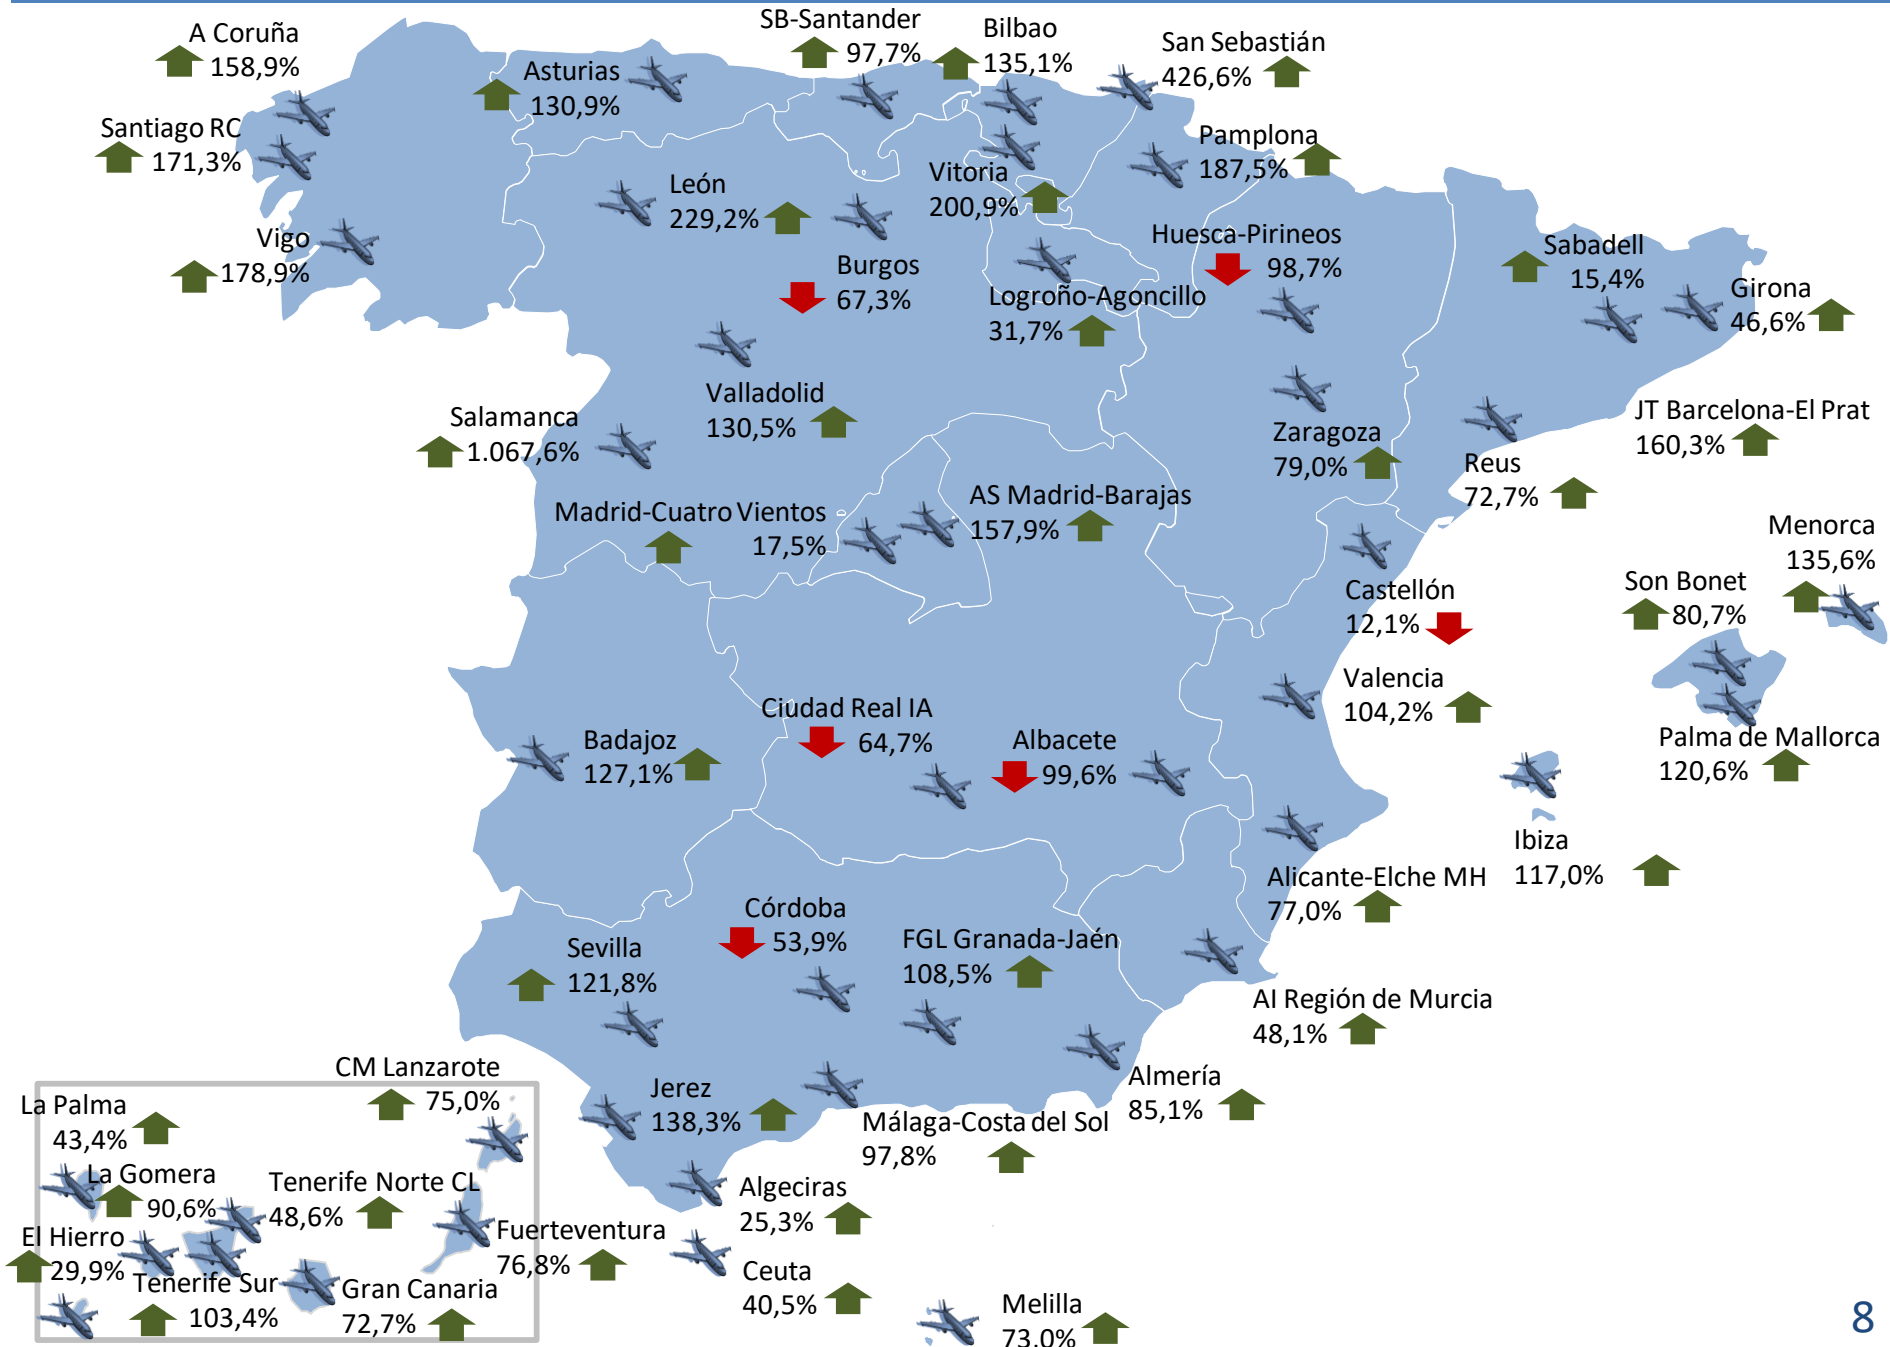 A Coruña
158,9%
SB-Santander
97,7%
Bilbao
135,1%
San Sebastián
426,6%
Asturias
130,9%
Santiago RC
171,3%
Pamplona
187,5%
León
229,2%
Vitoria
200,9%
Vigo
178,9%
Burgos
67,3%
Huesca-Pirineos
98,7%
Logroño-Agoncillo
31,7%
Sabadell
15,4%
Girona
46,6%
Valladolid
130,5%
Salamanca
1.067,6%
Zaragoza
79,0%
JT Barcelona-El Prat
160,3%
Reus
72,7%
Madrid-Cuatro Vientos
17,5%
AS Madrid-Barajas
157,9%
Menorca
135,6%
Castellón
12,1%
Son Bonet
80,7%
Valencia
104,2%
Ciudad Real IA
64,7%
Badajoz
127,1%
Albacete
99,6%
Palma de Mallorca
120,6%
Ibiza
117,0%
Alicante-Elche MH
77,0%
Córdoba
53,9%
Sevilla
121,8%
FGL Granada-Jaén
108,5%
AI Región de Murcia
48,1%
CM Lanzarote
75,0%
Jerez
138,3%
Almería
85,1%
Málaga-Costa del Sol
97,8%
La Palma
43,4%
La Gomera
90,6%
Tenerife Norte CL
48,6%
Algeciras
25,3%
El Hierro
29,9%
Fuerteventura
76,8%
Tenerife Sur
103,4%
Gran Canaria
72,7%
Ceuta
40,5%
Melilla
73,0%
8